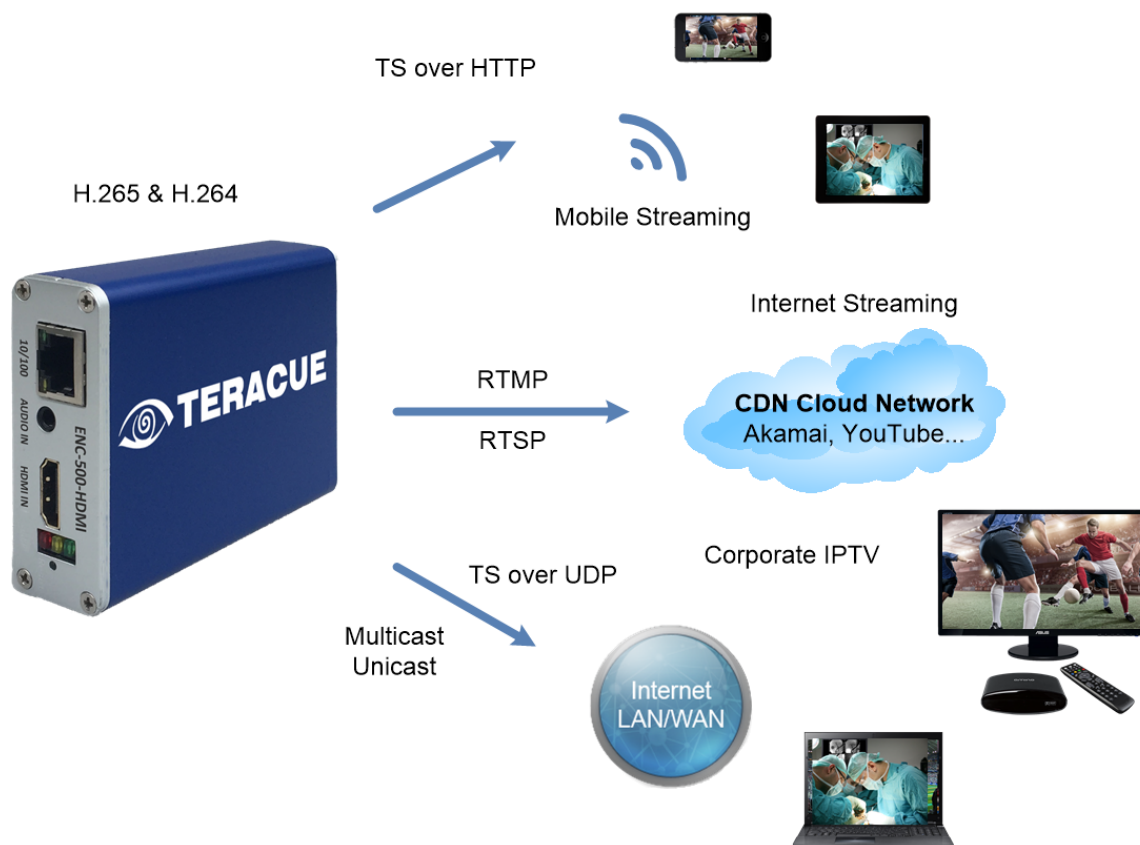 TS over HTTP
H.265 & H.264
Mobile Streaming
10/100
AUDIO IN
HDMI IN
ENC-500-HDMI
TERACUE
Internet Streaming
RTMP
RTSP
CDN Cloud Network
Akamai, YouTube...
Corporate IPTV
TS over UDP
Multicast
Unicast
Internet
LAN/WAN
ASUS